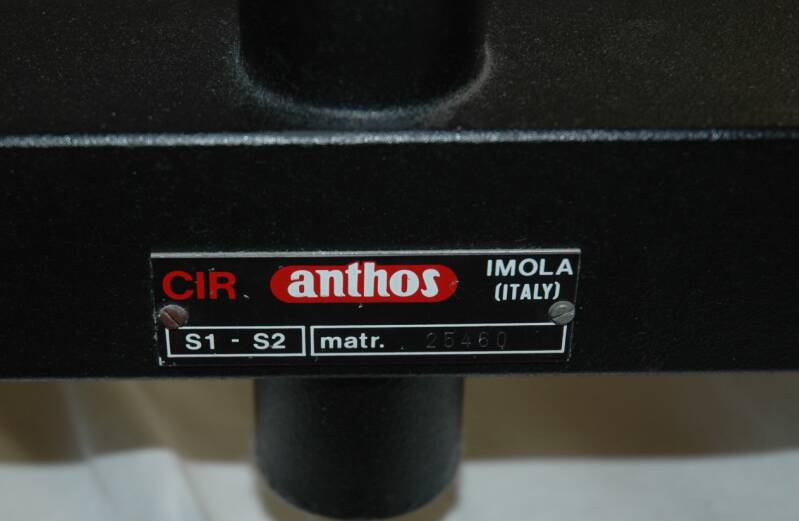 CIR anthos IMOLA
(ITALY)
S1 - S2 matr. 25460